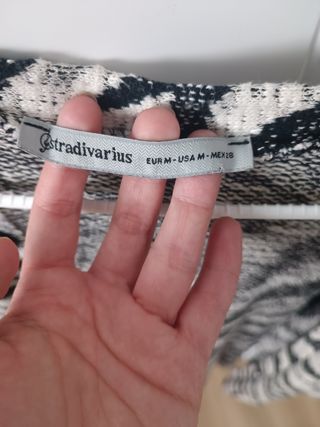 stradivarius
EUR M - USA M - MEX 28